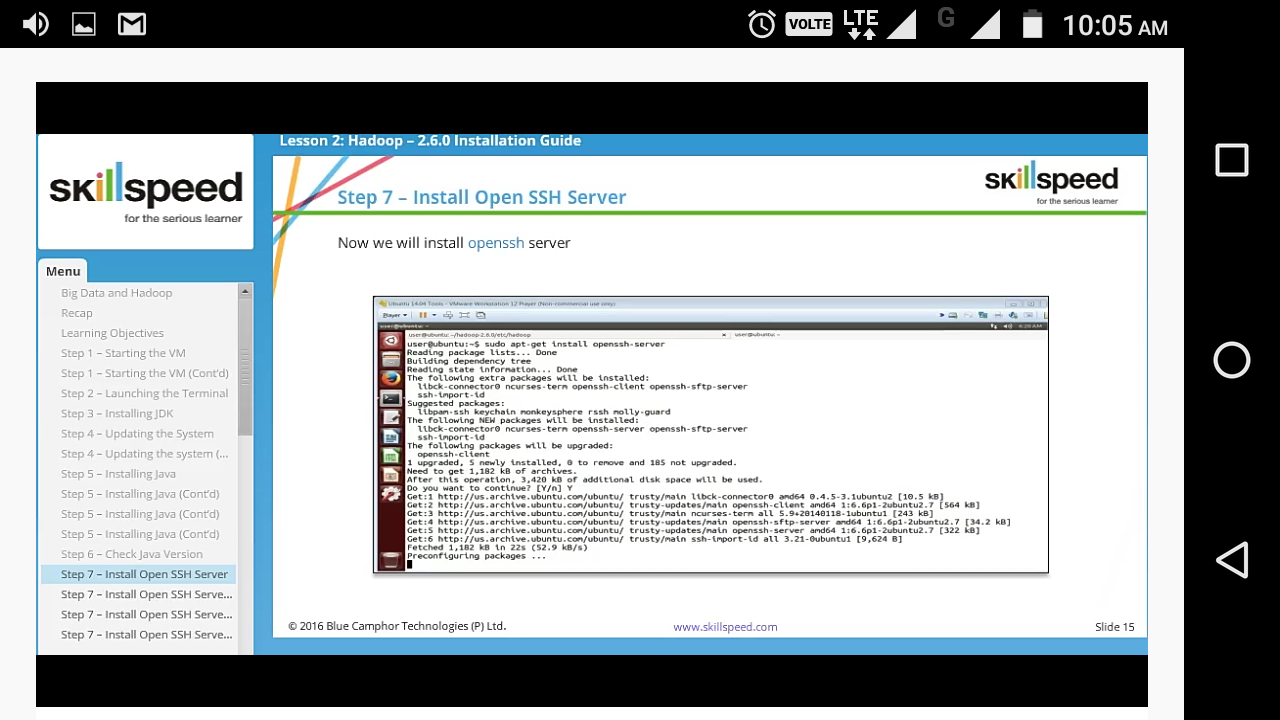 VOLTE
LTE
G
10:05 AM
Lesson 2: Hadoop – 2.6.0 Installation Guide
skillspeed
for the serious learner
Menu
Big Data and Hadoop
Recap
Learning Objectives
Step 1 – Starting the VM
Step 1 – Starting the VM (Cont'd)
Step 2 – Launching the Terminal
Step 3 – Installing JDK
Step 4 – Updating the System
Step 4 – Updating the system (...
Step 5 – Installing Java
Step 5 – Installing Java (Cont'd)
Step 5 – Installing Java (Cont'd)
Step 5 – Installing Java (Cont'd)
Step 6 – Check Java Version
Step 7 – Install Open SSH Server
Step 7 – Install Open SSH Serve...
Step 7 – Install Open SSH Serve...
Step 7 – Install Open SSH Serve...
Step 7 – Install Open SSH Server
skillspeed
for the serious learner
Now we will install openssh server
Ubuntu 14.04 Tools - VMware Workstation 12 Player (Non-commercial use only)
Player
user@ubuntu: ~
user@ubuntu: ~/hadoop-2.6.0/etc/hadoop
user@ubuntu: ~
user@ubuntu:~$ sudo apt-get install openssh-server
Reading package lists... Done
Building dependency tree
Reading state information... Done
The following extra packages will be installed:
libck-connector0 ncurses-term openssh-client openssh-sftp-server
ssh-import-id
Suggested packages:
libpam-ssh keychain monkeysphere rssh molly-guard
The following NEW packages will be installed:
libck-connector0 ncurses-term openssh-server openssh-sftp-server
ssh-import-id
The following packages will be upgraded:
openssh-client
1 upgraded, 5 newly installed, 0 to remove and 185 not upgraded.
Need to get 1,182 kB of archives.
After this operation, 3,420 kB of additional disk space will be used.
Do you want to continue? [Y/n] Y
Get:1 http://us.archive.ubuntu.com/ubuntu/ trusty/main libck-connector0 amd64 0.4.5-3.1ubuntu2 [10.5 kB]
Get:2 http://us.archive.ubuntu.com/ubuntu/ trusty-updates/main openssh-client amd64 1:6.6p1-2ubuntu2.7 [564 kB]
Get:3 http://us.archive.ubuntu.com/ubuntu/ trusty/main ncurses-term all 5.9+20140118-1ubuntu1 [243 kB]
Get:4 http://us.archive.ubuntu.com/ubuntu/ trusty-updates/main openssh-sftp-server amd64 1:6.6p1-2ubuntu2.7 [34.2 kB]
Get:5 http://us.archive.ubuntu.com/ubuntu/ trusty-updates/main openssh-server amd64 1:6.6p1-2ubuntu2.7 [322 kB]
Get:6 http://us.archive.ubuntu.com/ubuntu/ trusty/main ssh-import-id all 3.21-0ubuntu1 [9,624 B]
Fetched 1,182 kB in 22s (52.9 kB/s)
Preconfiguring packages ...
© 2016 Blue Camphor Technologies (P) Ltd.
www.skillspeed.com
Slide 15